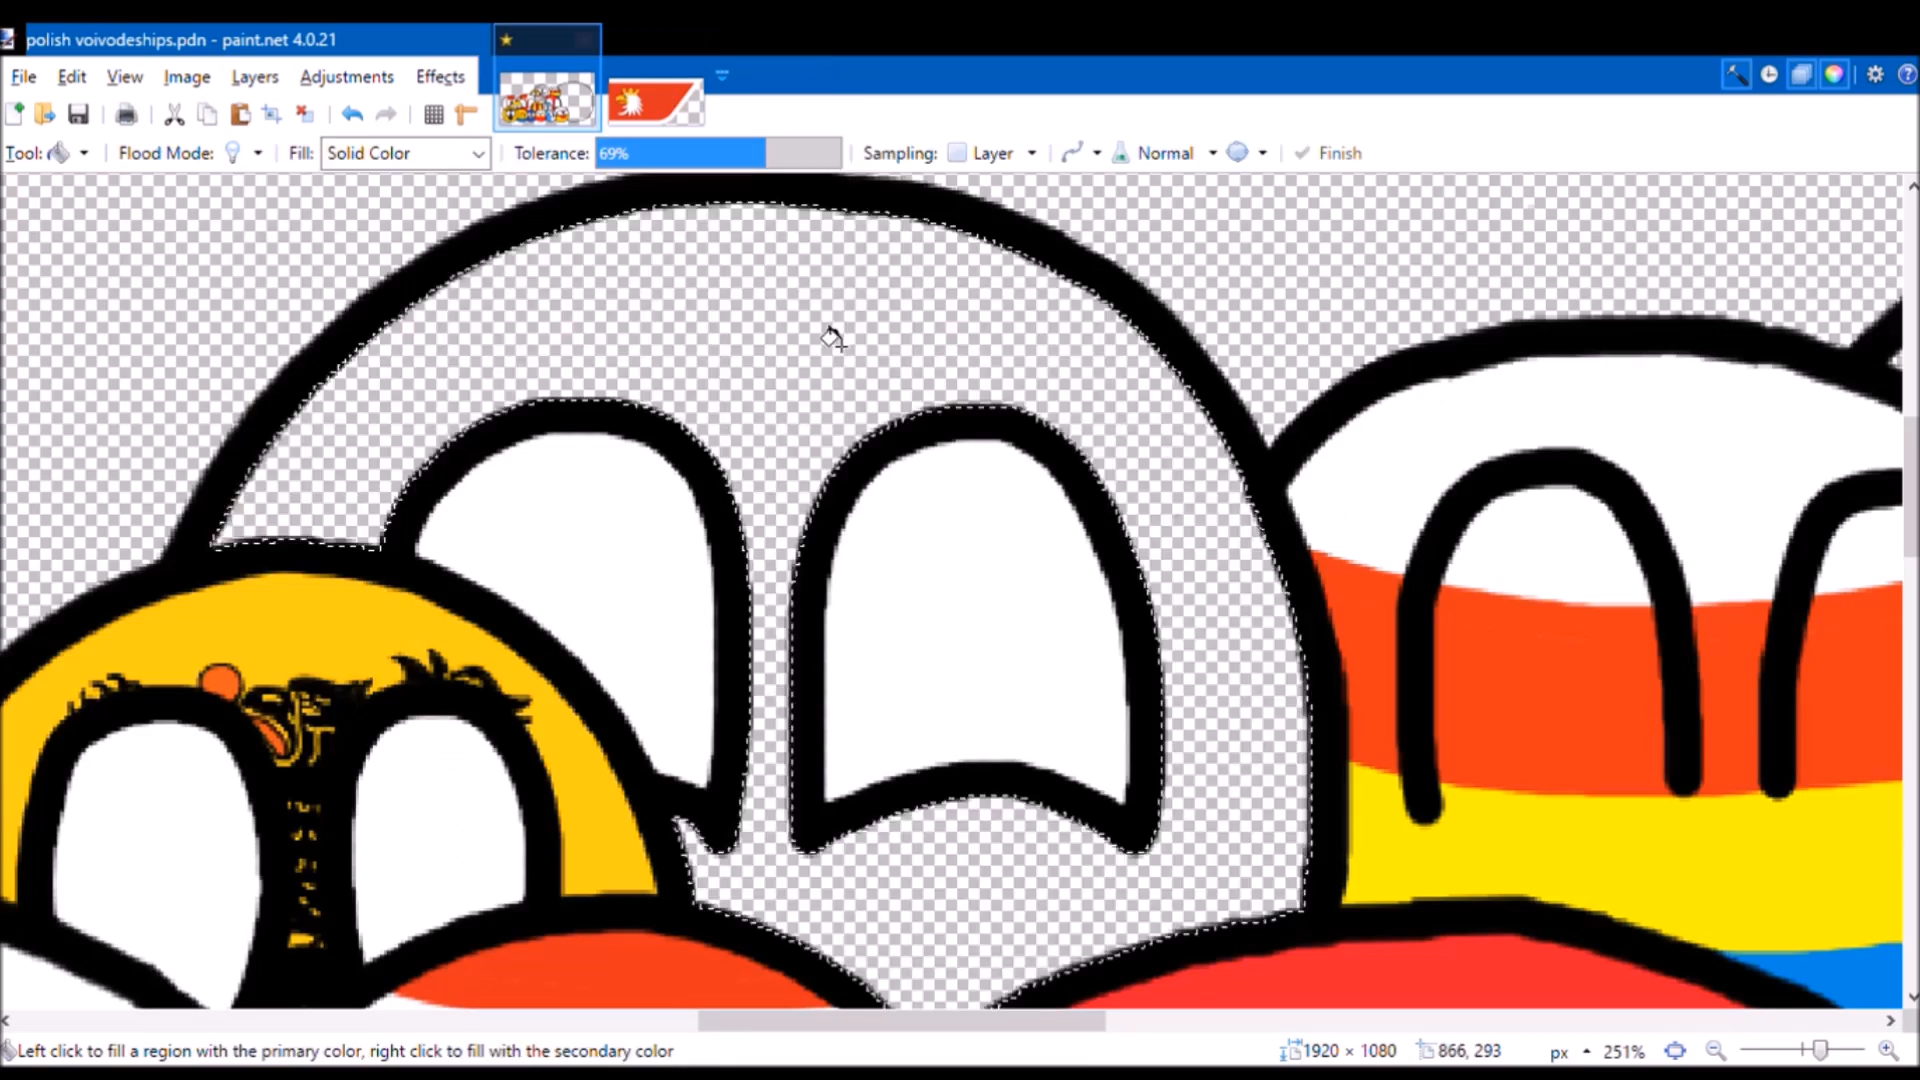 polish voivodeships.pdn - paint.net 4.0.21
File Edit View Image Layers Adjustments Effects
Tool: Flood Mode: Fill: Solid Color Tolerance: 69% Sampling: Layer Normal Finish
Left click to fill a region with the primary color, right click to fill with the secondary color 1920 × 1080 866, 293 px 251%